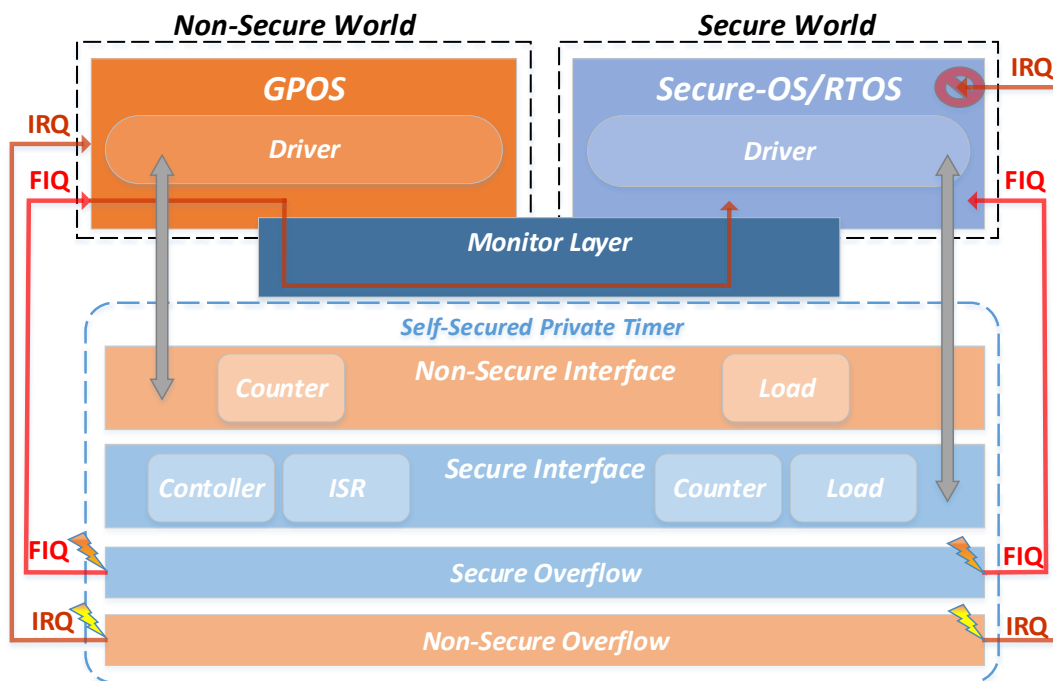 Non-Secure World
Secure World
GPOS
Secure-OS/RTOS
IRQ
IRQ
Driver
Driver
FIQ
FIQ
Monitor Layer
Self-Secured Private Timer
Non-Secure Interface
Counter
Load
Secure Interface
Contoller
ISR
Counter
Load
FIQ
Secure Overflow
FIQ
IRQ
Non-Secure Overflow
IRQ